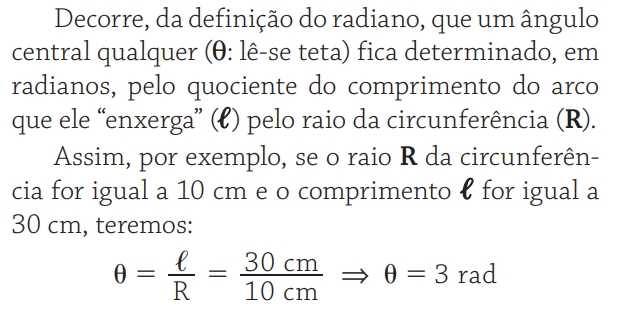 Decorre, da definição do radiano, que um ângulo
central qualquer (θ: lê-se teta) fica determinado, em
radianos, pelo quociente do comprimento do arco
que ele “enxerga” (ℓ) pelo raio da circunferência (R).
Assim, por exemplo, se o raio R da circunferên-
cia for igual a 10 cm e o comprimento ℓ for igual a
30 cm, teremos:
θ = ℓ/R = 30 cm/10 cm ⇒ θ = 3 rad